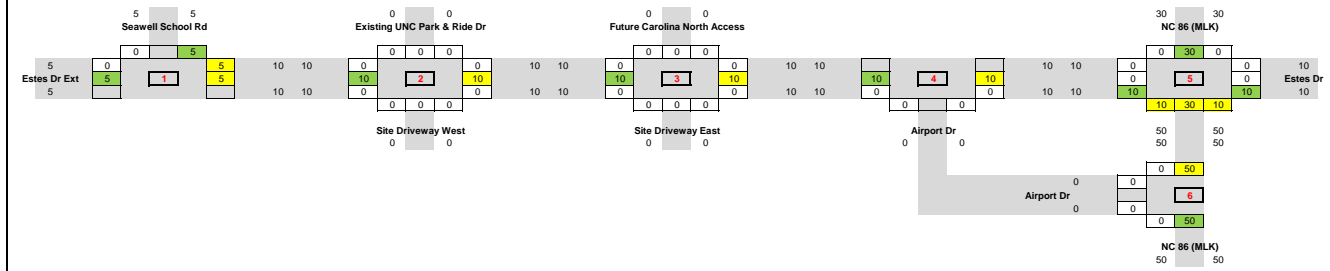 5 5 0 0 0 0 30 30
Seawell School Rd Existing UNC Park & Ride Dr Future Carolina North Access NC 86 (MLK)
0 5 0 0 0 0 0 0 0 30 0
5 0 5 10 10 0 0 10 10 0 0 10 10 0 10 10 0 0 10
Estes Dr Ext 5 1 5 10 2 10 10 3 10 10 4 10 0 5 0 Estes Dr
5 10 10 0 0 10 10 0 0 10 10 0 0 10 10 10 10 10
0 0 0 0 0 0 0 0 10 30 10
Site Driveway West Site Driveway East Airport Dr 50 50
0 0 0 0 0 0 50 50
0 50
0 0
Airport Dr 6
0 0
0 50
NC 86 (MLK)
50 50